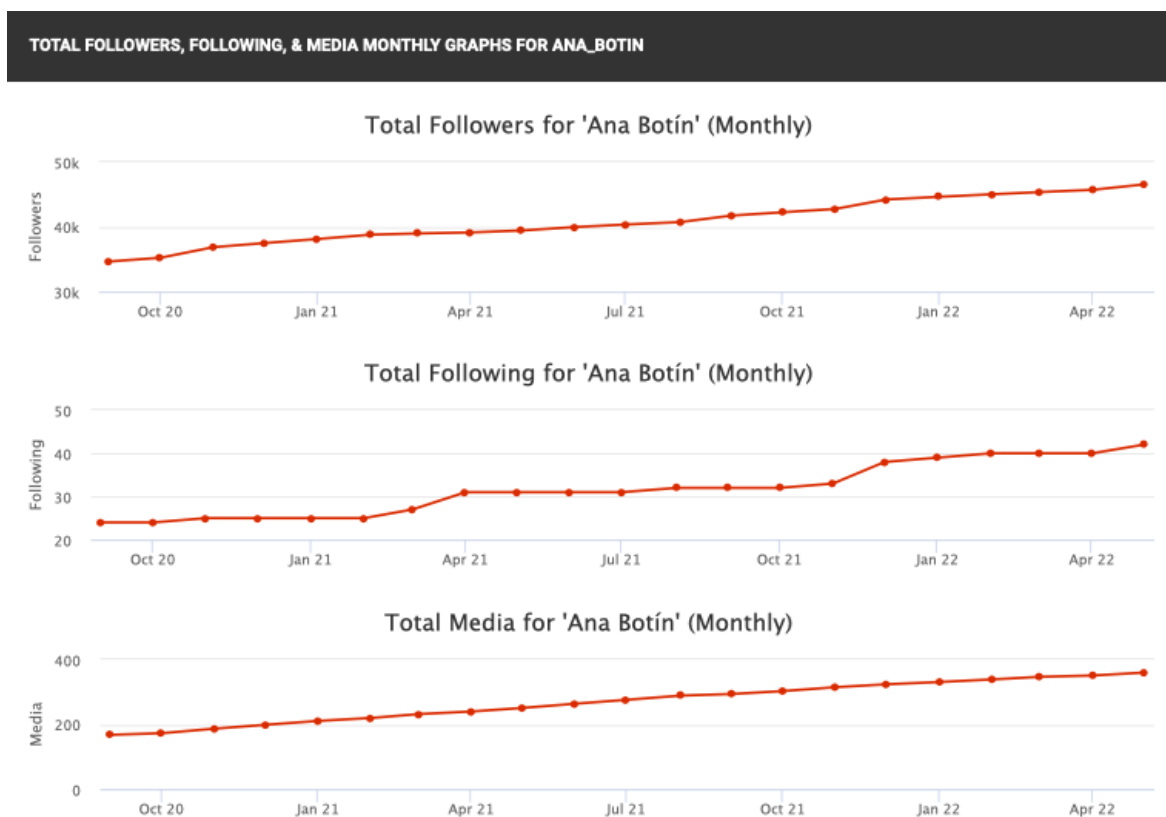 TOTAL FOLLOWERS, FOLLOWING, & MEDIA MONTHLY GRAPHS FOR ANA_BOTIN
Total Followers for 'Ana Botín' (Monthly)
Followers
50k
40k
30k
Oct 20 Jan 21 Apr 21 Jul 21 Oct 21 Jan 22 Apr 22
Total Following for 'Ana Botín' (Monthly)
Following
50
40
30
20
Oct 20 Jan 21 Apr 21 Jul 21 Oct 21 Jan 22 Apr 22
Total Media for 'Ana Botín' (Monthly)
Media
400
200
0
Oct 20 Jan 21 Apr 21 Jul 21 Oct 21 Jan 22 Apr 22